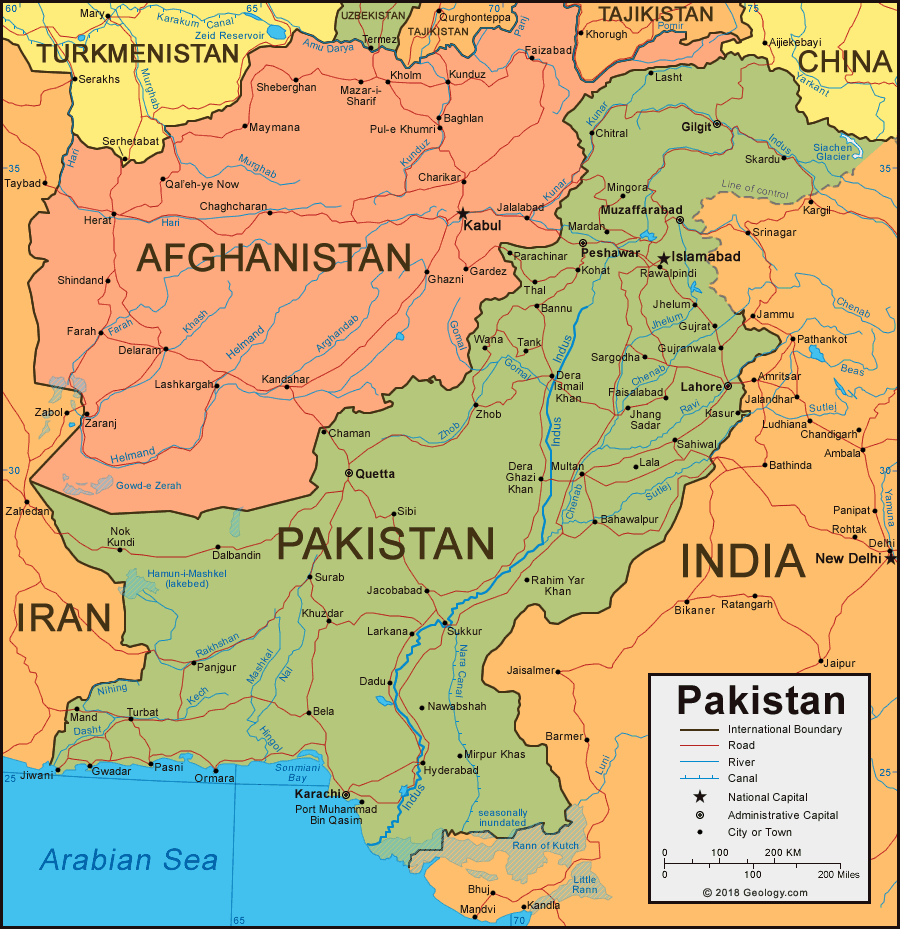 60
Mary
Karakum Canal
65
Zeid Reservoir
UZBEKISTAN
Termez
Amu Darya
Qurghonteppa
70
TAJIKISTAN
Panj
TAJIKISTAN
Khorugh
Pomir
75
Aijiekebayi
CHINA
Yarkant
TURKMENISTAN
Serakhs
Murghab
Serhetabat
Hari
35
Taybad
Faizabad
Sheberghan
Mazar-i-
Sharif
Kholm
Kunduz
Baghlan
Pul-e Khumri
Maymana
Kunduz
Murghab
Qal'eh-ye Now
Charikar
Chaghcharan
Herat
Hari
Kabul
Jalalabad
Kunar
Kunar
Lasht
Chitral
Gilgit
Indus
Skardu
Siachen
Glacier
35
Line of control
Kargil
Srinagar
Mingora
Muzaffarabad
Mardan
Peshawar
Islamabad
Rawalpindi
Kohat
Parachinar
AFGHANISTAN
Gardez
Ghazni
Shindand
Thal
Bannu
Jhelum
Jhelum
Gujrat
Jammu
Chenab
Pathankot
Farah
Farah
Khash
Helmand
Arghandab
Gomal
Delaram
Wana
Tank
Gomal
Indus
Sargodha
Gujranwala
Beas
Lashkargah
Kandahar
Dera
Ismail
Khan
Chenab
Faisalabad
Lahore
Amritsar
Jalandhar
Zabol
Zaranj
Zhob
Jhang
Sadar
Ravi
Kasur
Sutlej
Ludhiana
Chandigarh
Chaman
Zhob
Indus
Sahiwal
Ambala
Helmand
30
Quetta
Dera
Ghazi
Khan
Multan
Lala
Bathinda
30
Gowd-e Zerah
Sutlej
Chenab
Yamuna
Zahedan
Sibi
Bahawalpur
Panipat
Nok
Kundi
Dalbandin
PAKISTAN
Rohtak
Delhi
INDIA
New Delhi
Hamun-i-Mashkel
(lakebed)
Surab
Jacobabad
Rahim Yar
Khan
IRAN
Khuzdar
Bikaner
Ratangarh
Larkana
Sukkur
Rakhshan
Panjgur
Mashkal
Nal
Nara Canal
Jaisalmer
Jaipur
Dadu
Nihing
Kech
Mand
Turbat
Dasht
Bela
Nawabshah
Hingol
Barmer
Mirpur Khas
25
Jiwani
Gwadar
Pasni
Ormara
Sonmiani
Bay
Hyderabad
Luni
25
Karachi
Port Muhammad
Bin Qasim
Indus
seasonally
inundated
Rann of Kutch
Arabian Sea
Little
Rann
Bhuj
Mandvi
Kandla
65
70
Pakistan
International Boundary
Road
River
Canal
National Capital
Administrative Capital
City or Town
0 100 200 KM
0 100 200 Miles
© 2018 Geology.com